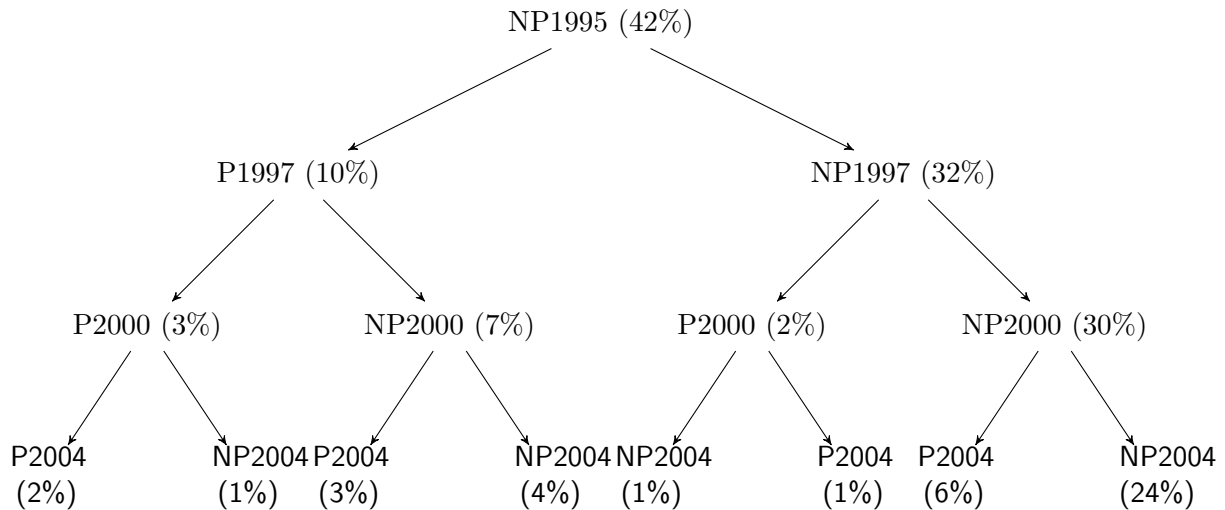 NP1995 (42%)
P1997 (10%) NP1997 (32%)
P2000 (3%) NP2000 (7%) P2000 (2%) NP2000 (30%)
P2004 NP2004 P2004 NP2004 NP2004 P2004 P2004 NP2004
(2%) (1%) (3%) (4%) (1%) (1%) (6%) (24%)